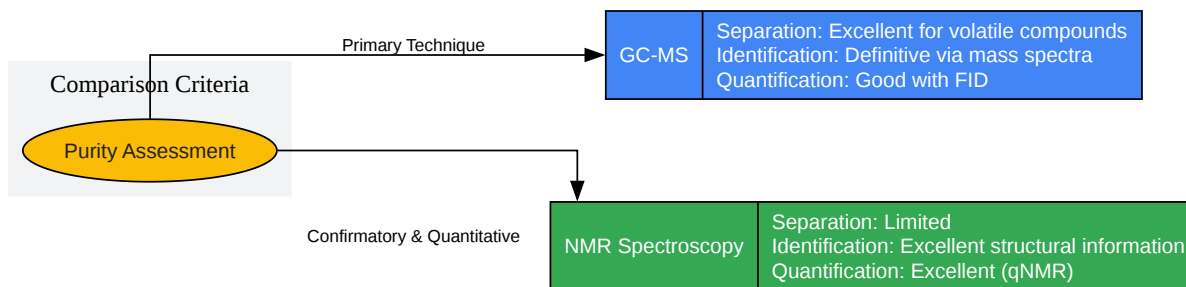 Comparison Criteria
Purity Assessment
Primary Technique
GC-MS
Separation: Excellent for volatile compounds
Identification: Definitive via mass spectra
Quantification: Good with FID
Confirmatory & Quantitative
NMR Spectroscopy
Separation: Limited
Identification: Excellent structural information
Quantification: Excellent (qNMR)